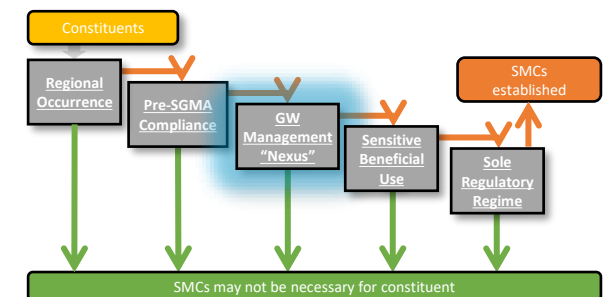 Constituents
Regional
Occurrence
Pre-SGMA
Compliance
GW
Management
“Nexus”
Sensitive
Beneficial
Use
Sole
Regulatory
Regime
SMCs
established
SMCs may not be necessary for constituent